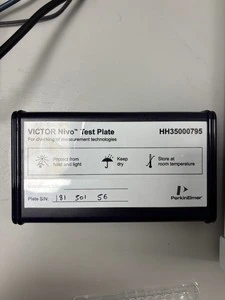 VICTOR Nivo™ Test Plate HH35000795
For checking of measurement technologies
Protect from Keep Store at
heat and light dry room temperature
Plate S/N: 181 501 56
PerkinElmer